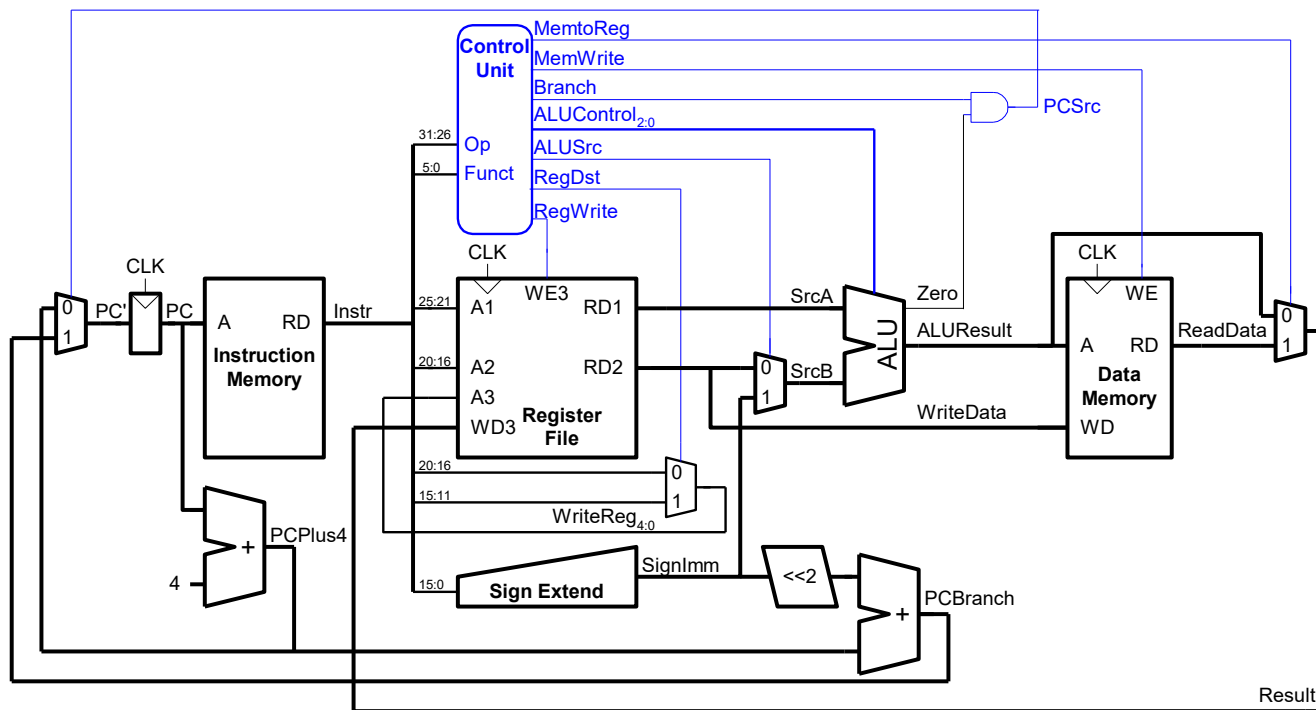 MemtoReg
Control
Unit
MemWrite
Branch
PCSrc
ALUControl2:0
31:26
Op
ALUSrc
5:0
Funct
RegDst
RegWrite
CLK
CLK
CLK
0
1
PC'
PC
A
RD
Instruction
Memory
Instr
25:21
A1
WE3
RD1
SrcA
Zero
WE
ALU
ALUResult
ReadData
0
1
20:16
A2
RD2
0
1
SrcB
A
RD
Data
Memory
A3
WD3
Register
File
WriteData
WD
20:16
0
15:11
1
WriteReg4:0
PCPlus4
+
4
SignImm
15:0
Sign Extend
<<2
PCBranch
+
Result